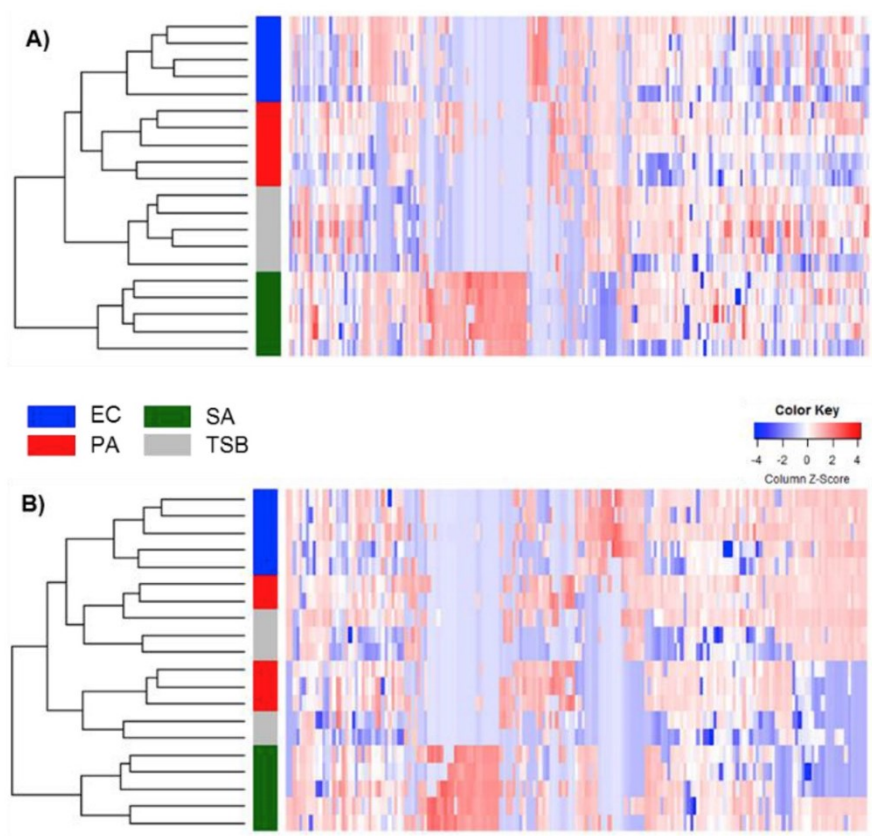 A)
EC SA
PA TSB
Color Key
-4 -2 0 2 4
Column Z-Score
B)